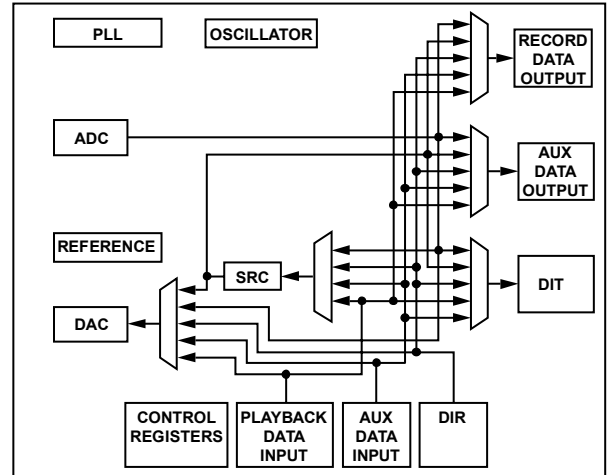 PLL
OSCILLATOR
RECORD
DATA
OUTPUT
ADC
AUX
DATA
OUTPUT
REFERENCE
SRC
DIT
DAC
CONTROL
REGISTERS
PLAYBACK
DATA
INPUT
AUX
DATA
INPUT
DIR